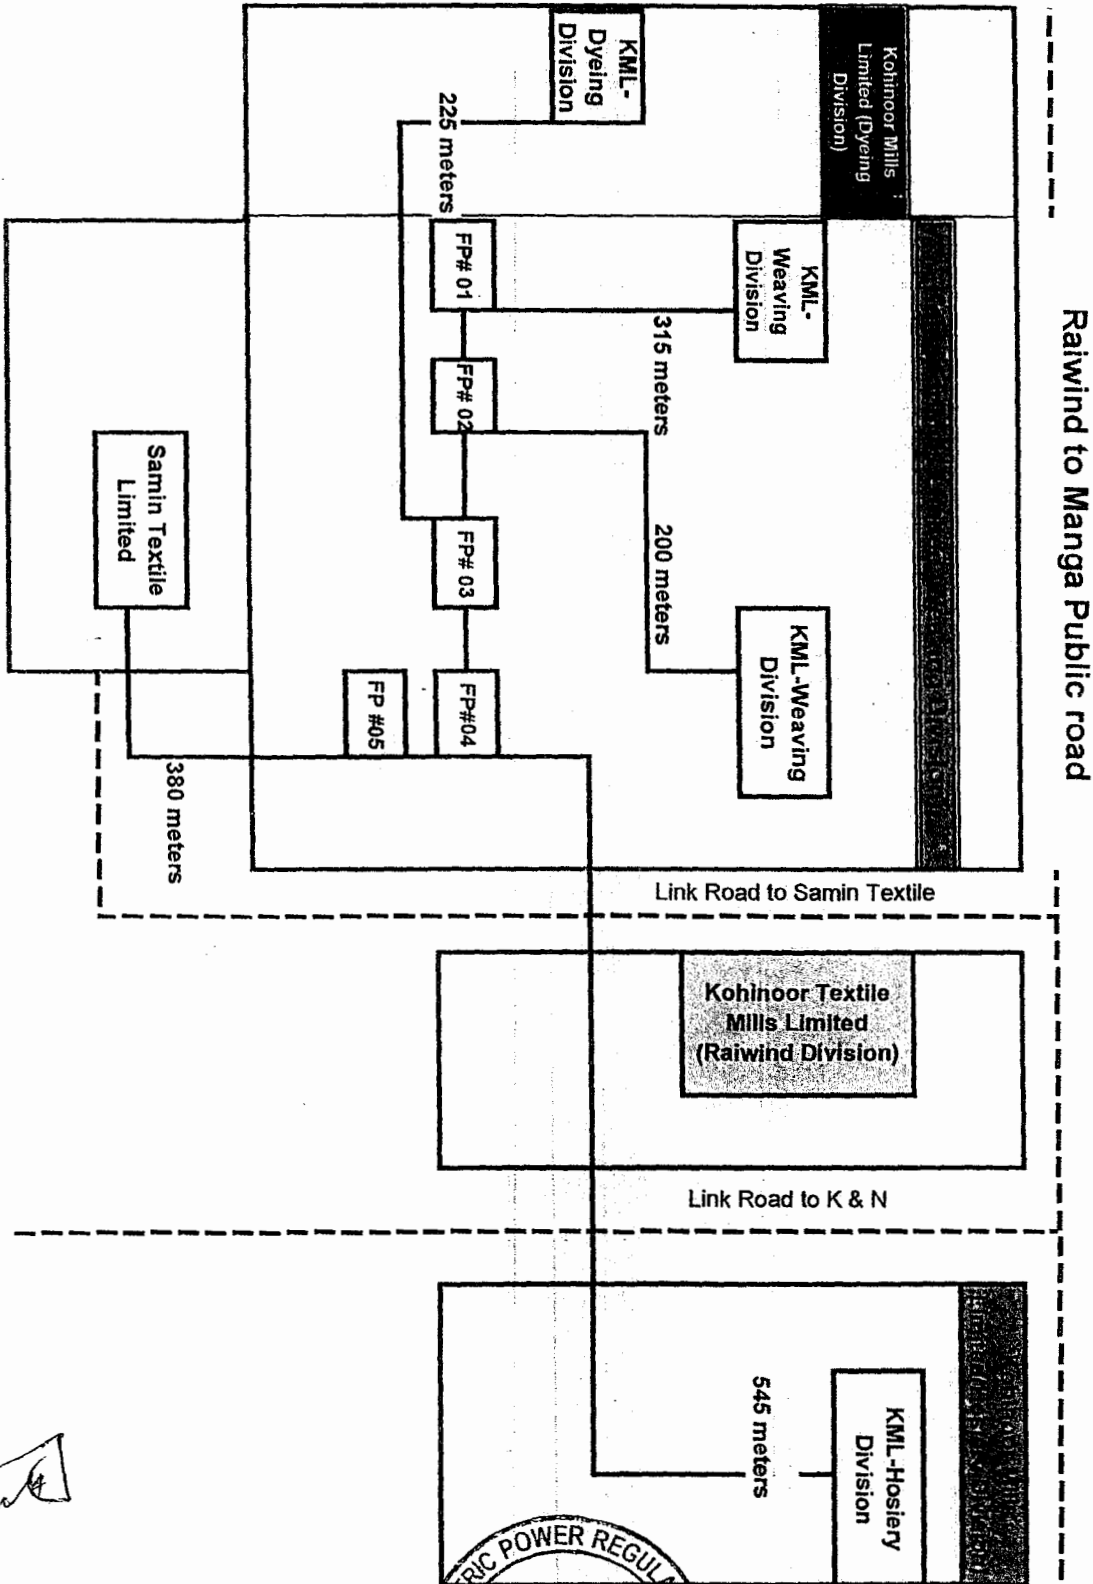 Raiwind to Manga Public road
Kohinoor Mills
Limited (Dyeing
Division)
KML-
Dyeing
Division
225 meters
KML-
Weaving
Division
315 meters
200 meters
KML-Weaving
Division
FP# 01
FP# 02
FP# 03
FP#04
FP #05
Samin Textile
Limited
380 meters
Link Road to Samin Textile
Kohinoor Textile
Mills Limited
(Raiwind Division)
Link Road to K & N
KML-Hosiery
Division
545 meters
POWER REGULA